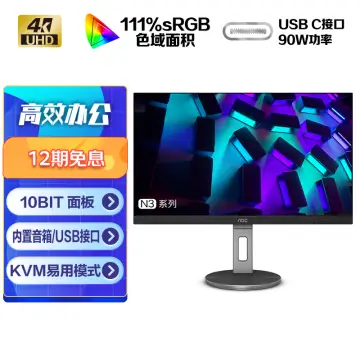 4K
UHD
111%sRGB
色域面积
USB C接口
90W功率
高效办公
12期免息
10BIT 面板
内置音箱/USB接口
KVM易用模式
N3 系列
AOC